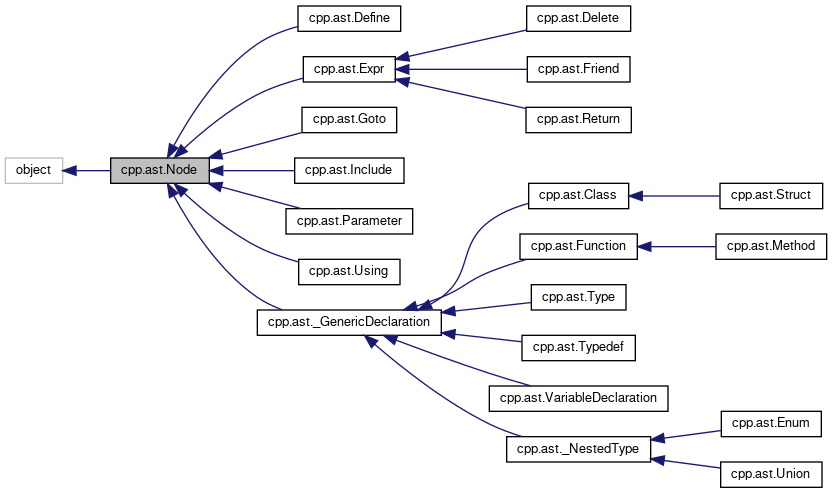 object
cpp.ast.Node
cpp.ast.Define
cpp.ast.Expr
cpp.ast.Goto
cpp.ast.Include
cpp.ast.Parameter
cpp.ast.Using
cpp.ast._GenericDeclaration
cpp.ast.Delete
cpp.ast.Friend
cpp.ast.Return
cpp.ast.Class
cpp.ast.Function
cpp.ast.Type
cpp.ast.Typedef
cpp.ast.VariableDeclaration
cpp.ast._NestedType
cpp.ast.Struct
cpp.ast.Method
cpp.ast.Enum
cpp.ast.Union